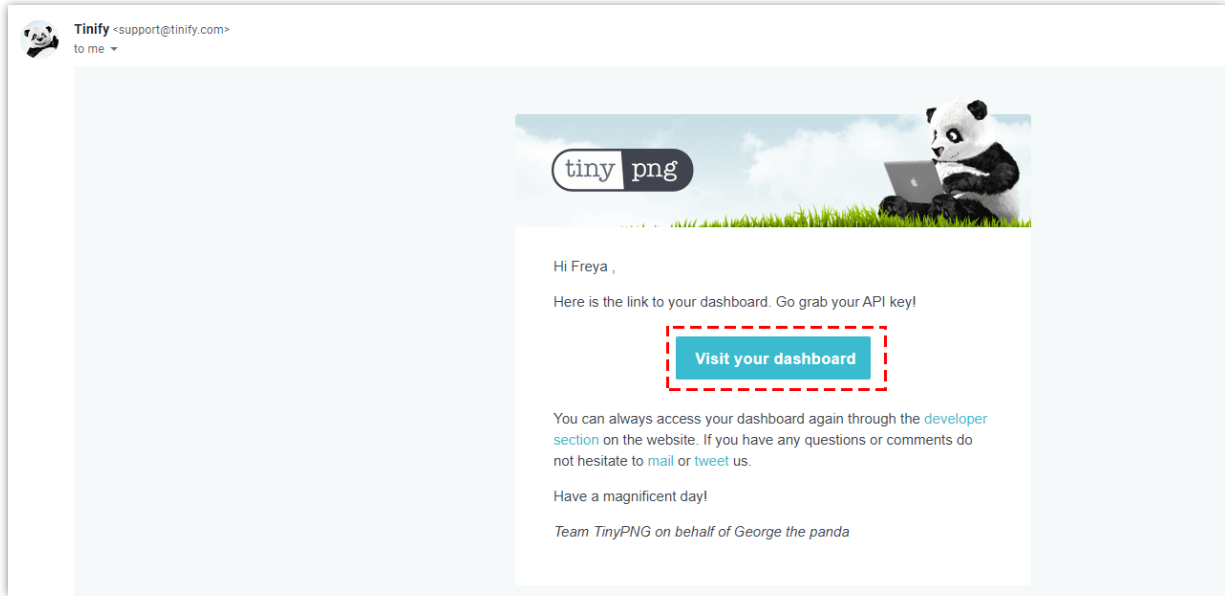 Tinify <support@tinify.com>
to me
tiny png
Hi Freya ,
Here is the link to your dashboard. Go grab your API key!
Visit your dashboard
You can always access your dashboard again through the developer
section on the website. If you have any questions or comments do
not hesitate to mail or tweet us.
Have a magnificent day!
Team TinyPNG on behalf of George the panda